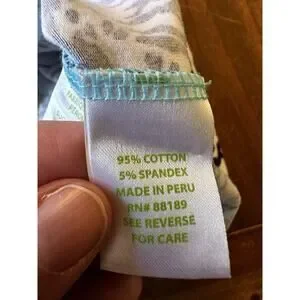 95% COTTON
5% SPANDEX
MADE IN PERU
RN# 88189
SEE REVERSE
FOR CARE